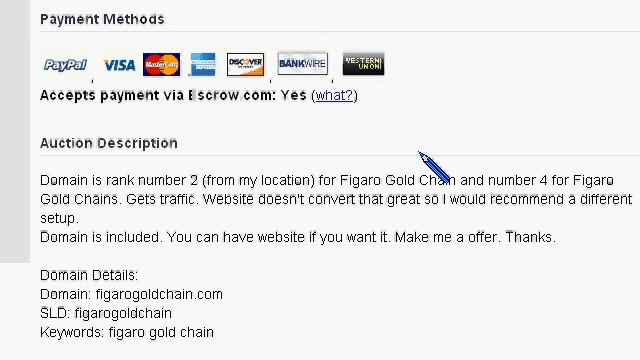 Payment Methods
PayPal VISA MasterCard DISCOVER BANKWIRE WESTERN UNION
Accepts payment via Escrow.com: Yes (what?)
Auction Description
Domain is rank number 2 (from my location) for Figaro Gold Chain and number 4 for Figaro
Gold Chains. Gets traffic. Website doesn't convert that great so I would recommend a different
setup.
Domain is included. You can have website if you want it. Make me a offer. Thanks.
Domain Details:
Domain: figarogoldchain.com
SLD: figarogoldchain
Keywords: figaro gold chain